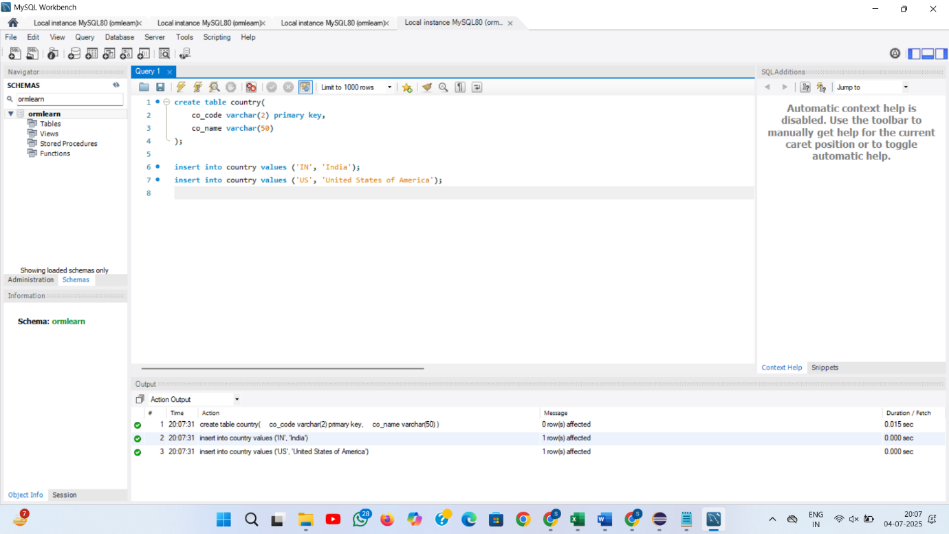 MySQL Workbench
Local instance MySQL80 (ormlearn)×
Local instance MySQL80 (ormlearn)×
Local instance MySQL80 (ormlearn)×
Local instance MySQL80 (orm... ×
File Edit View Query Database Server Tools Scripting Help
Navigator
SCHEMAS
ormlearn
ormlearn
Tables
Views
Stored Procedures
Functions
Showing loaded schemas only
Administration Schemas
Information
Schema: ormlearn
Object Info Session
Query 1 ×
Limit to 1000 rows
1 create table country(
2 co_code varchar(2) primary key,
3 co_name varchar(50)
4 );
5
6 insert into country values ('IN', 'India');
7 insert into country values ('US', 'United States of America');
8
SQLAdditions
Jump to
Automatic context help is
disabled. Use the toolbar to
manually get help for the current
caret position or to toggle
automatic help.
Context Help Snippets
Output
Action Output
# Time Action Message Duration / Fetch
1 20:07:31 create table country( co_code varchar(2) primary key, co_name varchar(50) ) 0 row(s) affected 0.015 sec
2 20:07:31 insert into country values ('IN', 'India') 1 row(s) affected 0.000 sec
3 20:07:31 insert into country values ('US', 'United States of America') 1 row(s) affected 0.000 sec
7
28
8
8
ENG
IN
20:07
04-07-2025